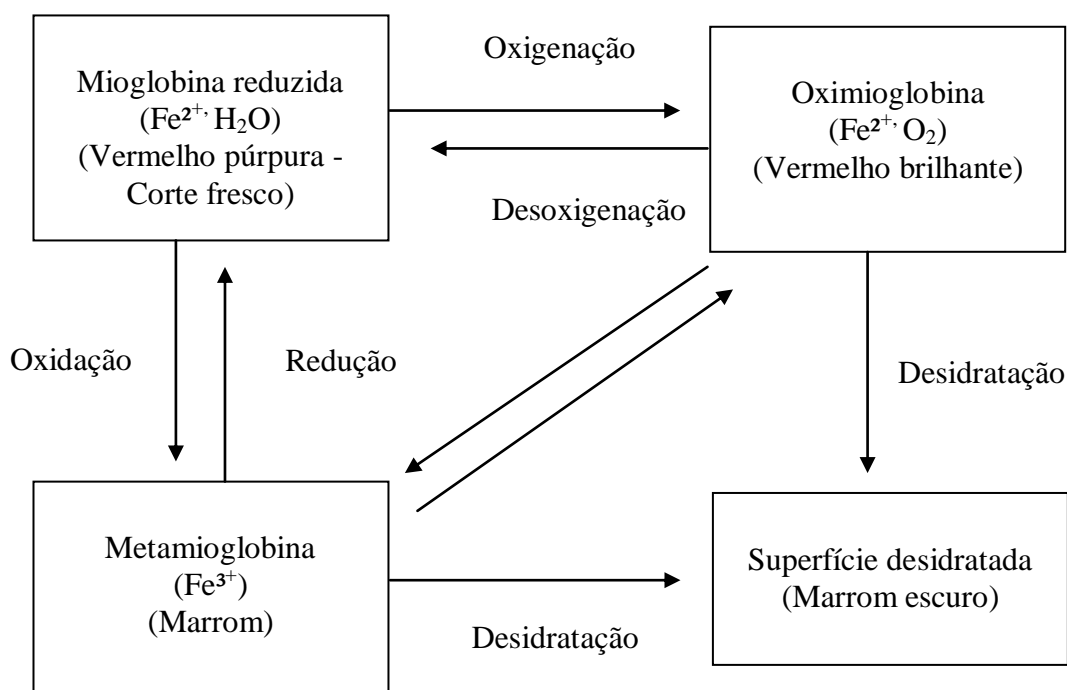 Oxigenação
Mioglobina reduzida
(Fe²⁺, H₂O)
(Vermelho púrpura -
Corte fresco)
Oximioglobina
(Fe²⁺, O₂)
(Vermelho brilhante)
Desoxigenação
Oxidação
Redução
Desidratação
Metamioglobina
(Fe³⁺)
(Marrom)
Superfície desidratada
(Marrom escuro)
Desidratação